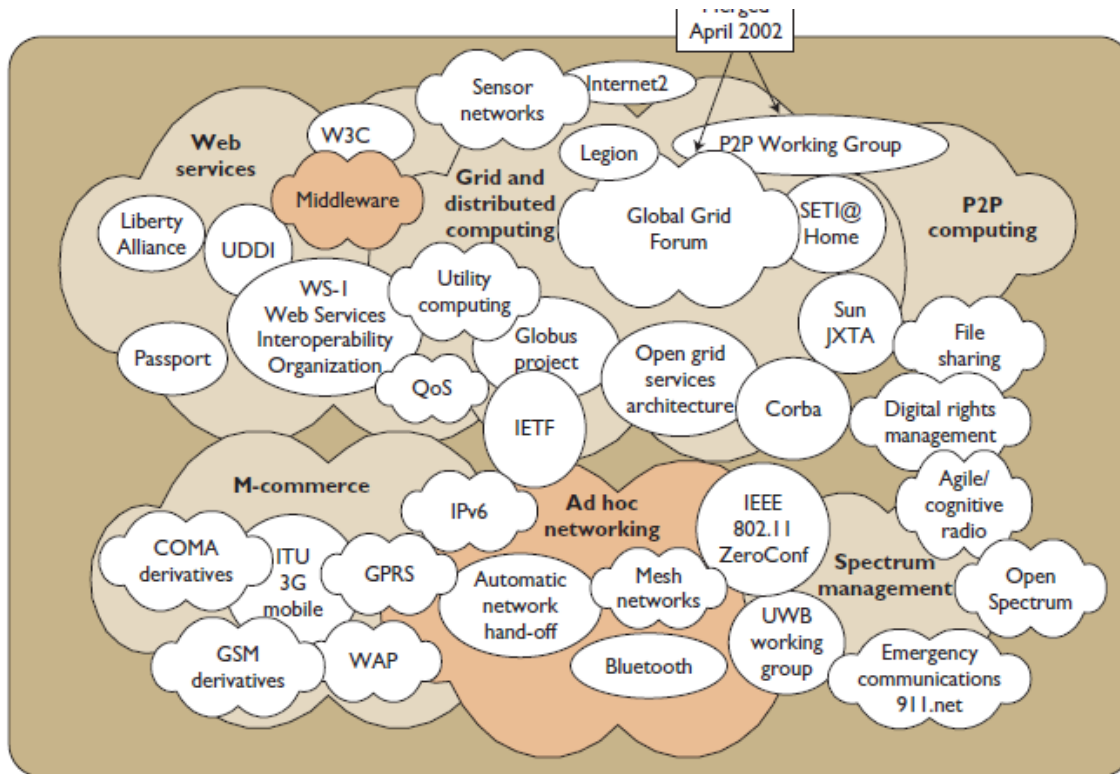 Merged
April 2002
Sensor
networks
Internet2
W3C
Web
services
Legion
P2P Working Group
Middleware
Grid and
distributed
computing
Global Grid
Forum
SETI@
Home
P2P
computing
Liberty
Alliance
UDDI
WS-1
Web Services
Interoperability
Organization
Utility
computing
Sun
JXTA
File
sharing
Passport
Globus
project
Open grid
services
architecture
QoS
Corba
Digital rights
management
IETF
M-commerce
IPv6
Ad hoc
networking
IEEE
802.11
ZeroConf
Agile/
cognitive
radio
COMA
derivatives
ITU
3G
mobile
GPRS
Automatic
network
hand-off
Mesh
networks
Spectrum
management
Open
Spectrum
GSM
derivatives
WAP
Bluetooth
UWB
working
group
Emergency
communications
911.net